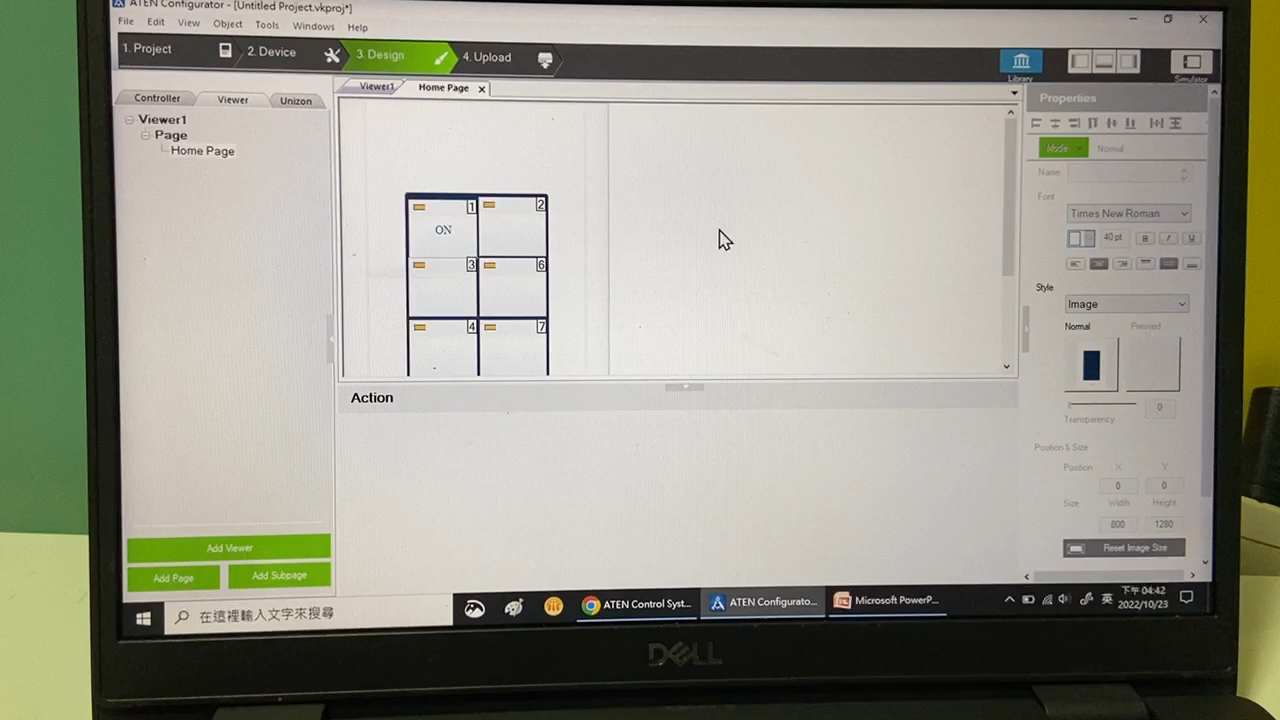 ATEN Configurator - [Untitled Project.vkproj*]
File Edit View Object Tools Windows Help
1. Project 2. Device 3. Design 4. Upload
Library Simulator
Controller Viewer Unizon
Viewer1 Home Page
Properties
Viewer1
Page
Home Page
Mode Normal
Name
Font
Times New Roman
40 pt B I U
1 2
ON
3 6
4 7
Style
Image
Normal Pressed
0
Transparency
Action
Position & Size
Position X Y
0 0
Size Width Height
800 1280
Reset Image Size
Add Viewer
Add Page Add Subpage
在這裡輸入文字來搜尋
ATEN Control Syst...
ATEN Configurato...
Microsoft PowerP...
英
下午 04:42
2022/10/23
DELL